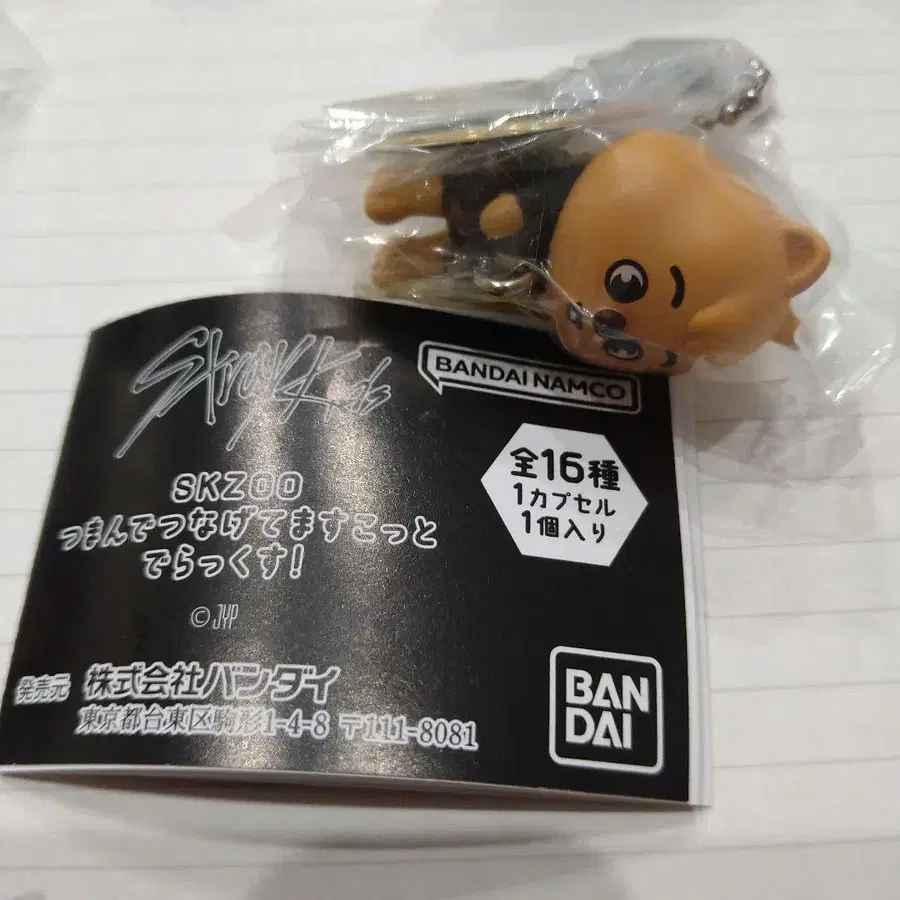 Stray Kids
BANDAI NAMCO
SKZOO
つまんでつなげてますこっと
でらっくす!
全16種
1カプセル
1個入り
©JYP
発売元 株式会社バンダイ
東京都台東区駒形1-4-8 〒111-8081
BAN
DAI